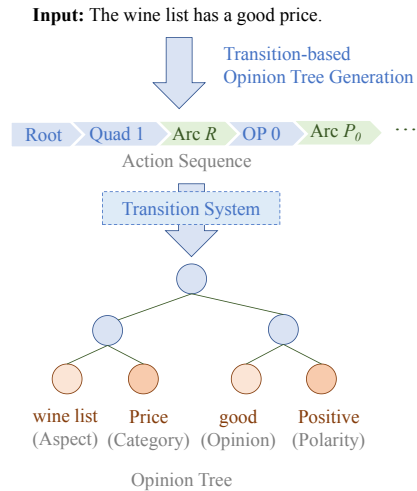 Input: The wine list has a good price.
Transition-based
Opinion Tree Generation
Root Quad 1 Arc R OP 0 Arc P₀ ...
Action Sequence
Transition System
wine list Price good Positive
(Aspect) (Category) (Opinion) (Polarity)
Opinion Tree